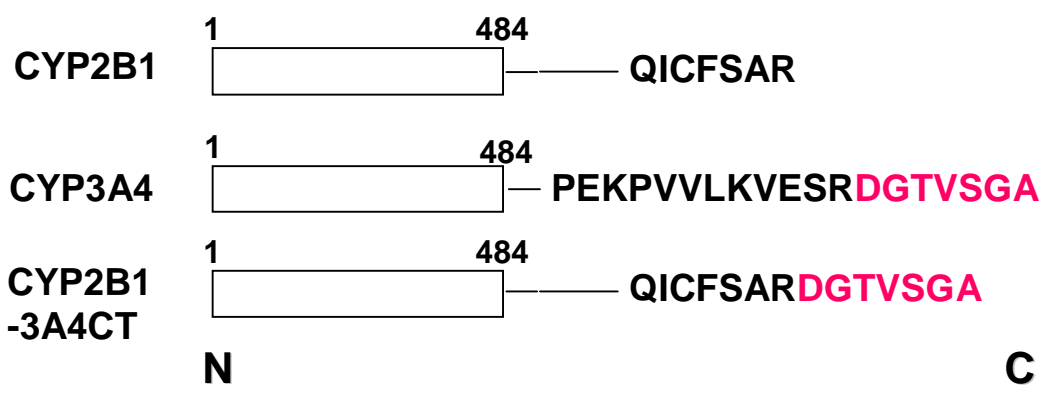 1 484
CYP2B1 QICFSAR
1 484
CYP3A4 PEKPVVLKVESRDGTVSGA
1 484
CYP2B1
-3A4CT QICFSARDGTVSGA
N C